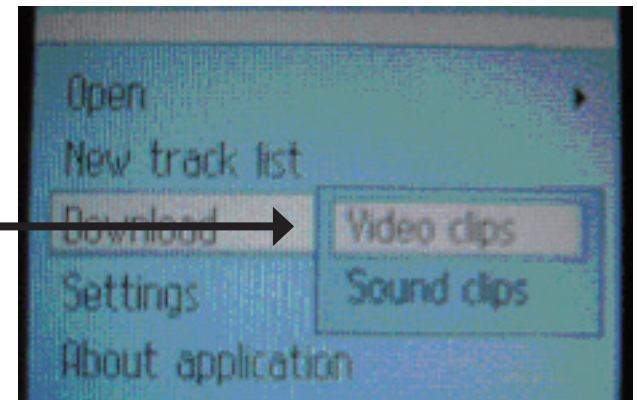 Open
New track list
Download
Video clips
Settings
Sound clips
About application